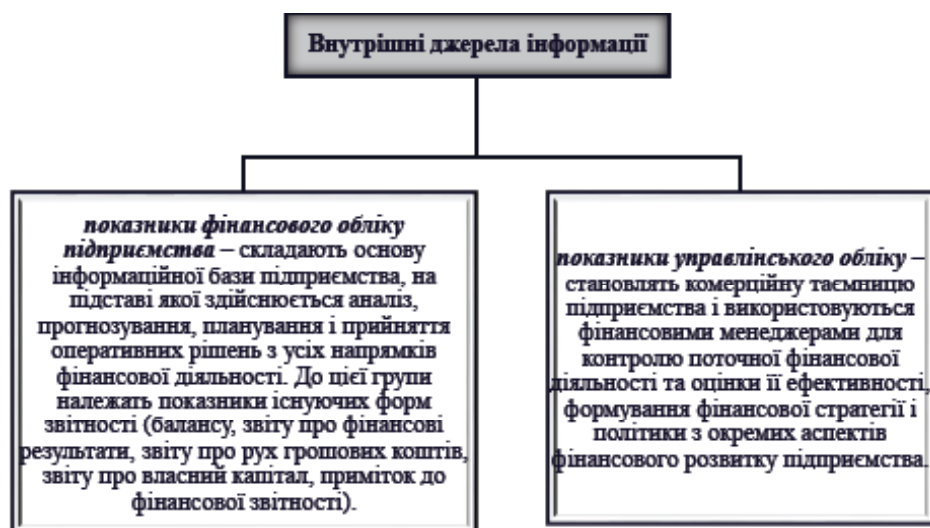 Внутрішні джерела інформації
показники фінансового обліку
підприємства – складають основу
інформаційної бази підприємства, на
підставі якої здійснюється аналіз,
прогнозування, планування і прийняття
оперативних рішень з усіх напрямків
фінансової діяльності. До цієї групи
належать показники існуючих форм
звітності (балансу, звіту про фінансові
результати, звіту про рух грошових коштів,
звіту про власний капітал, приміток до
фінансової звітності).
показники управлінського обліку –
становлять комерційну таємницю
підприємства і використовуються
фінансовими менеджерами для
контролю поточної фінансової
діяльності та оцінки її ефективності,
формування фінансової стратегії і
політики з окремих аспектів
фінансового розвитку підприємства.